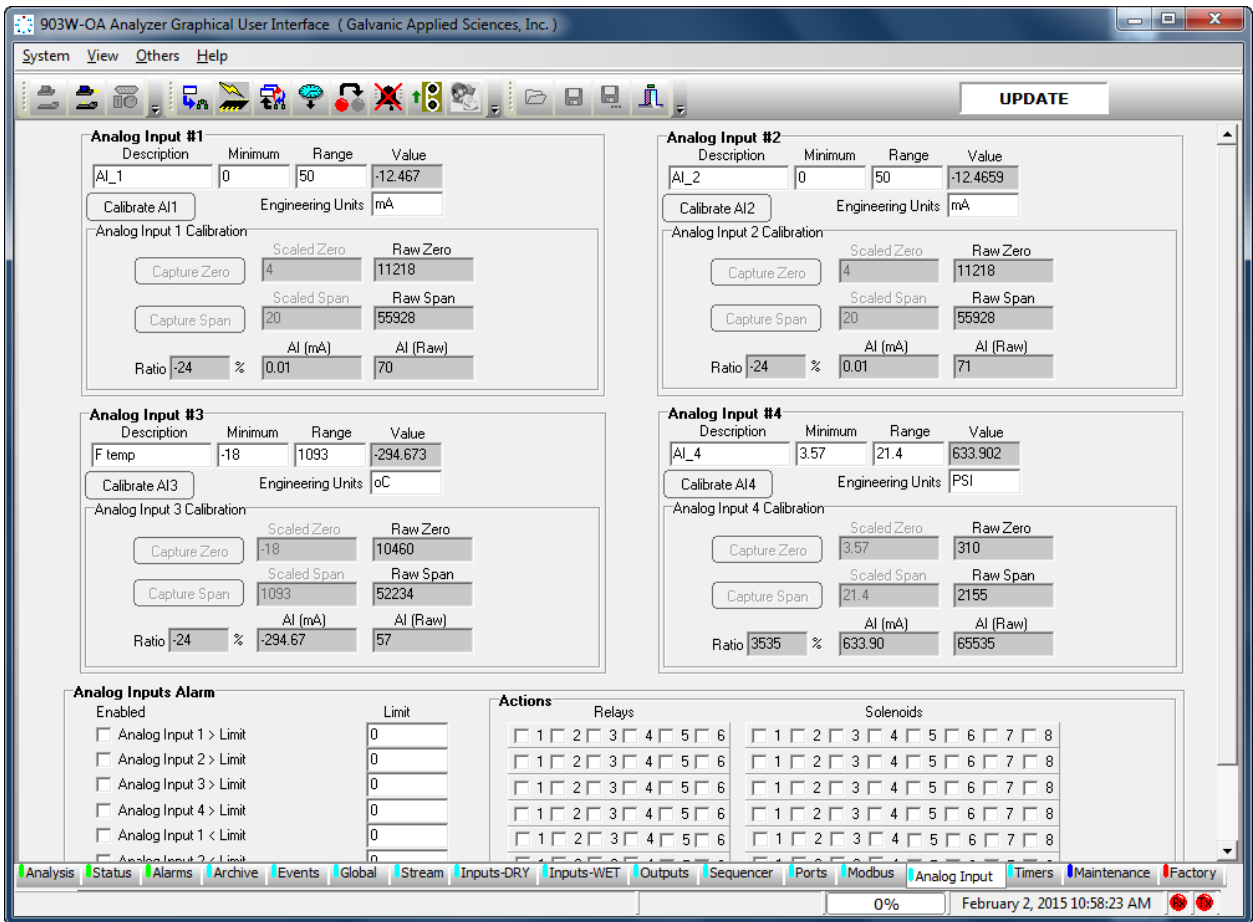 903W-OA Analyzer Graphical User Interface ( Galvanic Applied Sciences, Inc. )
System View Others Help
UPDATE
Analog Input #1
Description Minimum Range Value
AI_1 0 50 -12.467
Calibrate AI1 Engineering Units mA
Analog Input 1 Calibration
Scaled Zero Raw Zero
Capture Zero 4 11218
Scaled Span Raw Span
Capture Span 20 55928
AI (mA) AI (Raw)
Ratio -24 % 0.01 70
Analog Input #2
Description Minimum Range Value
AI_2 0 50 -12.4659
Calibrate AI2 Engineering Units mA
Analog Input 2 Calibration
Scaled Zero Raw Zero
Capture Zero 4 11218
Scaled Span Raw Span
Capture Span 20 55928
AI (mA) AI (Raw)
Ratio -24 % 0.01 71
Analog Input #3
Description Minimum Range Value
F temp -18 1093 -294.673
Calibrate AI3 Engineering Units oC
Analog Input 3 Calibration
Scaled Zero Raw Zero
Capture Zero -18 10460
Scaled Span Raw Span
Capture Span 1093 52234
AI (mA) AI (Raw)
Ratio -24 % -294.67 57
Analog Input #4
Description Minimum Range Value
AI_4 3.57 21.4 633.902
Calibrate AI4 Engineering Units PSI
Analog Input 4 Calibration
Scaled Zero Raw Zero
Capture Zero 3.57 310
Scaled Span Raw Span
Capture Span 21.4 2155
AI (mA) AI (Raw)
Ratio 3535 % 633.90 65535
Analog Inputs Alarm
Enabled Limit
Analog Input 1 > Limit 0
Analog Input 2 > Limit 0
Analog Input 3 > Limit 0
Analog Input 4 > Limit 0
Analog Input 1 < Limit 0
Analog Input 2 < Limit 0
Actions
Relays Solenoids
1 2 3 4 5 6 1 2 3 4 5 6 7 8
1 2 3 4 5 6 1 2 3 4 5 6 7 8
1 2 3 4 5 6 1 2 3 4 5 6 7 8
1 2 3 4 5 6 1 2 3 4 5 6 7 8
1 2 3 4 5 6 1 2 3 4 5 6 7 8
Analysis Status Alarms Archive Events Global Stream Inputs-DRY Inputs-WET Outputs Sequencer Ports Modbus Analog Input Timers Maintenance Factory
0% February 2, 2015 10:58:23 AM Rx Tx